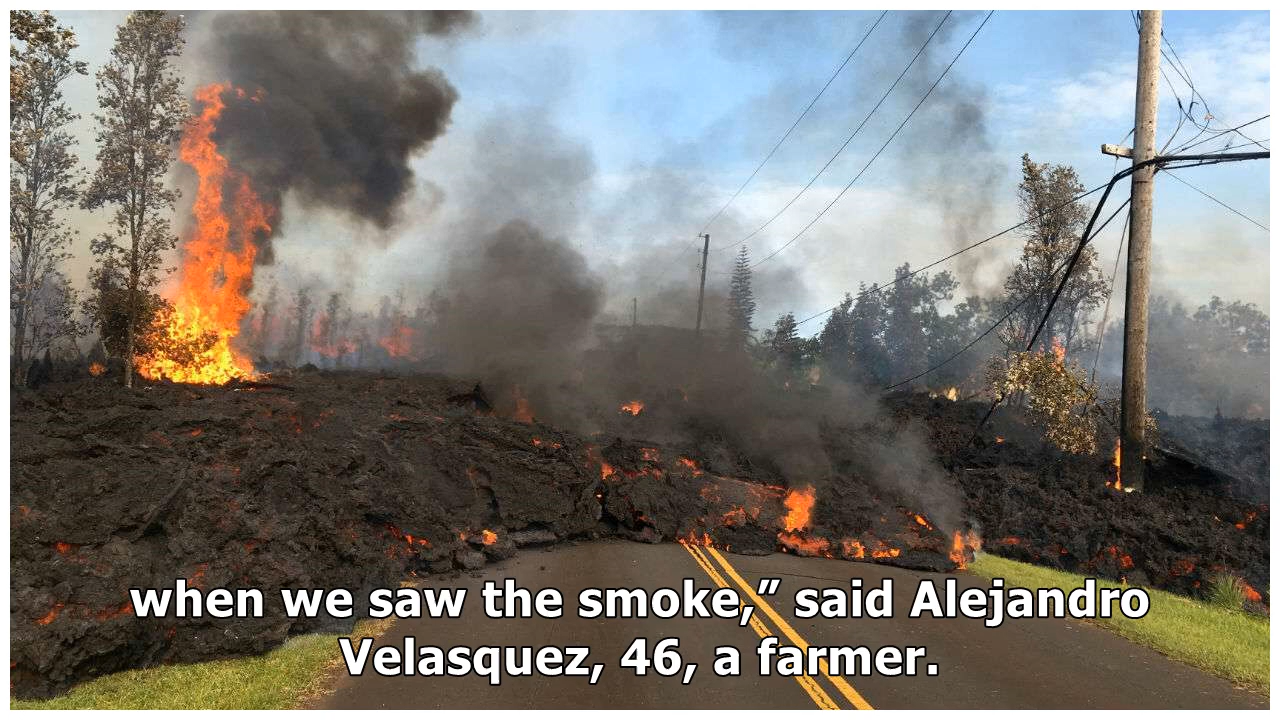 when we saw the smoke,” said Alejandro
Velasquez, 46, a farmer.